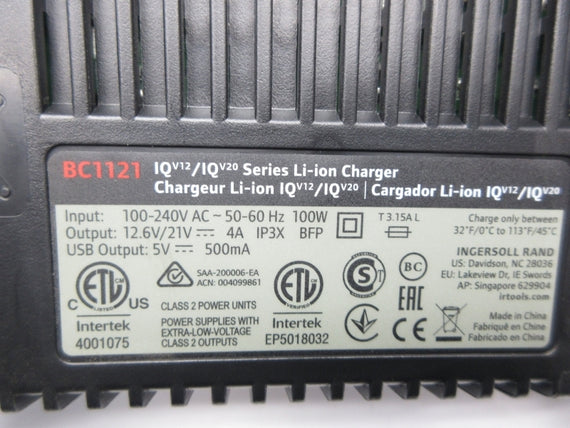 BC1121 IQV12/IQV20 Series Li-ion Charger
Chargeur Li-ion IQV12/IQV20 | Cargador Li-ion IQV12/IQV20
Input: 100-240V AC ~ 50-60 Hz 100W
Output: 12.6V/21V ⎓ 4A IP3X BFP
USB Output: 5V ⎓ 500mA
T 3.15A L
Charge only between
32°F/0°C to 113°F/45°C
INGERSOLL RAND
US: Davidson, NC 28036
EU: Lakeview Dr, IE Swords
AP: Singapore 629904
irtools.com
ETL
C US
Intertek
4001075
SAA-200006-EA
ACN: 004099861
CLASS 2 POWER UNITS
POWER SUPPLIES WITH
EXTRA-LOW-VOLTAGE
CLASS 2 OUTPUTS
ETL
VERIFIED
Intertek
EP5018032
S
BC
EAC
CE
Made in China
Fabriqué en Chine
Fabricado en China